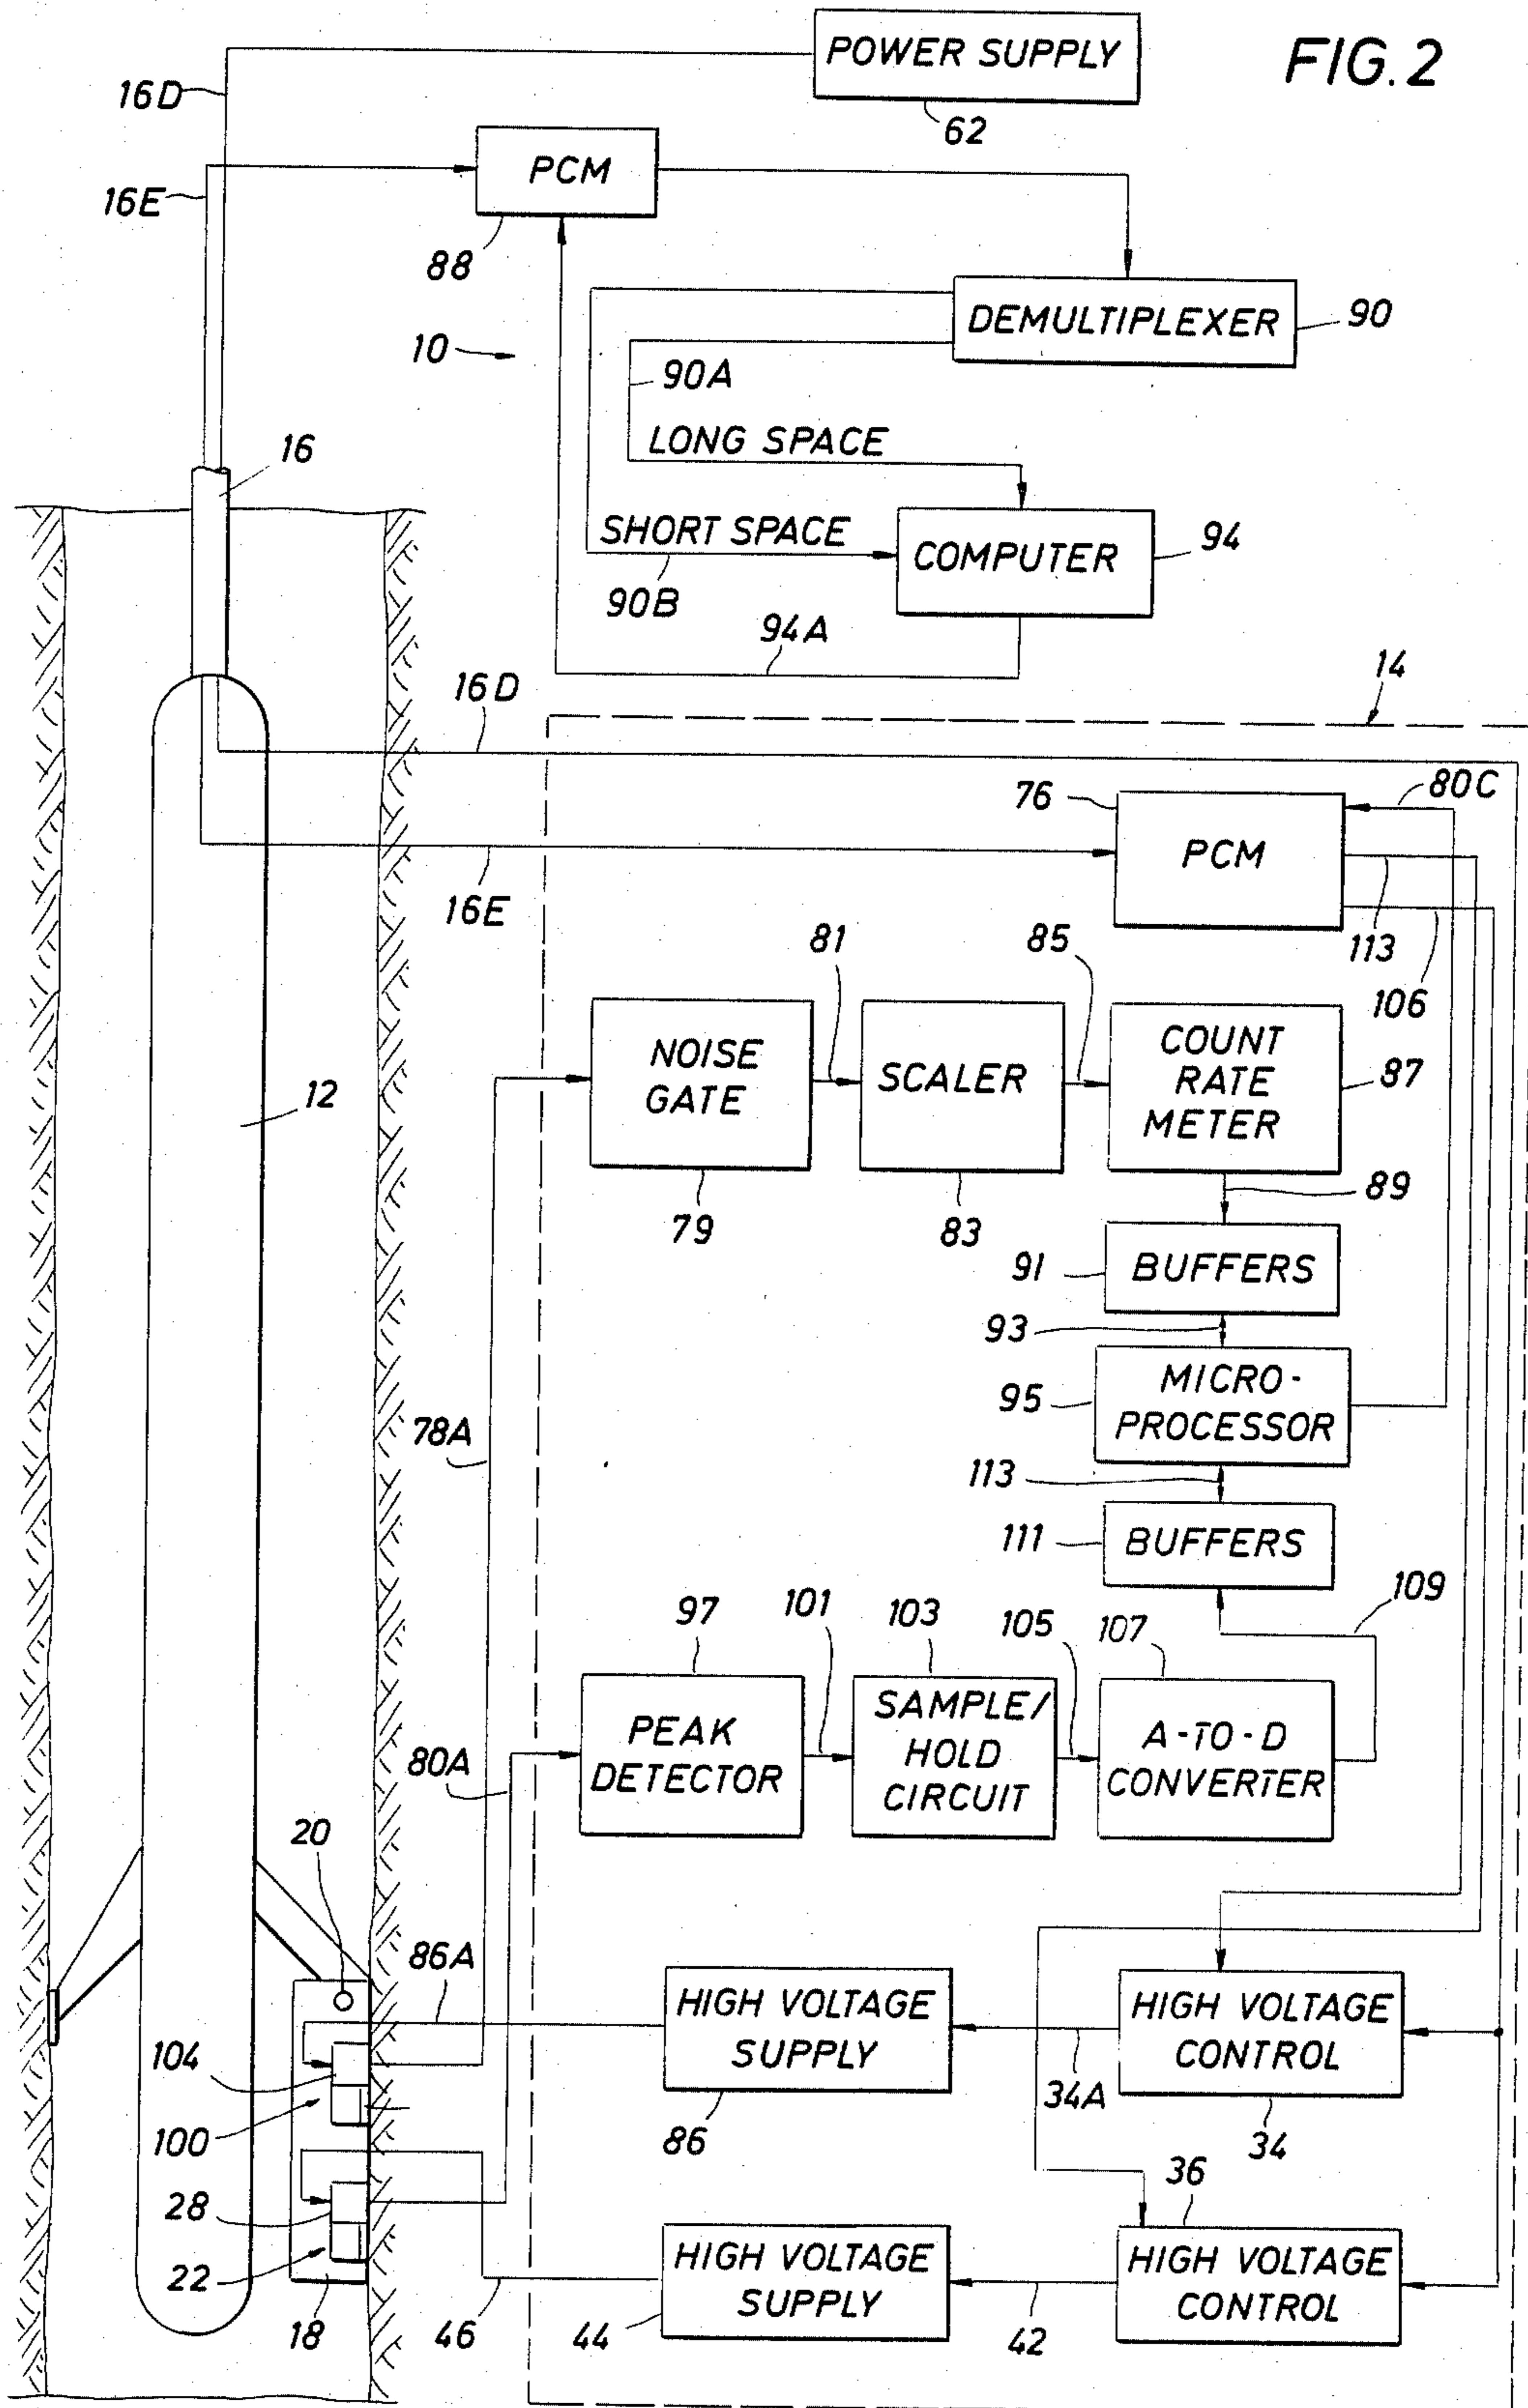 FIG. 2
POWER SUPPLY
62
16D
16E
PCM
88
DEMULTIPLEXER
90
10
90A
LONG SPACE
16
SHORT SPACE
90B
COMPUTER
94
94A
14
16D
76
80C
PCM
16E
113
106
81
85
NOISE
GATE
79
SCALER
83
COUNT
RATE
METER
87
12
89
91
BUFFERS
93
95
MICRO-
PROCESSOR
78A
113
111
BUFFERS
109
97
101
103
105
107
PEAK
DETECTOR
SAMPLE/
HOLD
CIRCUIT
A-TO-D
CONVERTER
80A
20
86A
HIGH VOLTAGE
SUPPLY
86
34A
HIGH VOLTAGE
CONTROL
34
104
100
28
22
18
46
44
HIGH VOLTAGE
SUPPLY
42
36
HIGH VOLTAGE
CONTROL